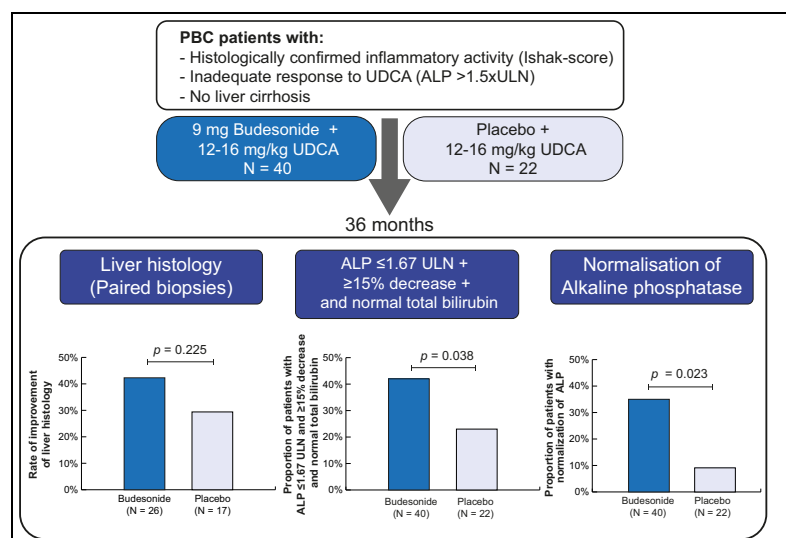 PBC patients with:
- Histologically confirmed inflammatory activity (Ishak-score)
- Inadequate response to UDCA (ALP >1.5xULN)
- No liver cirrhosis
9 mg Budesonide +
12-16 mg/kg UDCA
N = 40
Placebo +
12-16 mg/kg UDCA
N = 22
36 months
Liver histology
(Paired biopsies)
Rate of improvement
of liver histology
50%
40%
30%
20%
10%
0%
p = 0.225
Budesonide
(N = 26)
Placebo
(N = 17)
ALP ≤1.67 ULN +
≥15% decrease +
and normal total bilirubin
Proportion of patients with
ALP ≤1.67 ULN and ≥15% decrease
and normal total bilirubin
50%
40%
30%
20%
10%
0%
p = 0.038
Budesonide
(N = 40)
Placebo
(N = 22)
Normalisation of
Alkaline phosphatase
Proportion of patients with
normalization of ALP
50%
40%
30%
20%
10%
0%
p = 0.023
Budesonide
(N = 40)
Placebo
(N = 22)